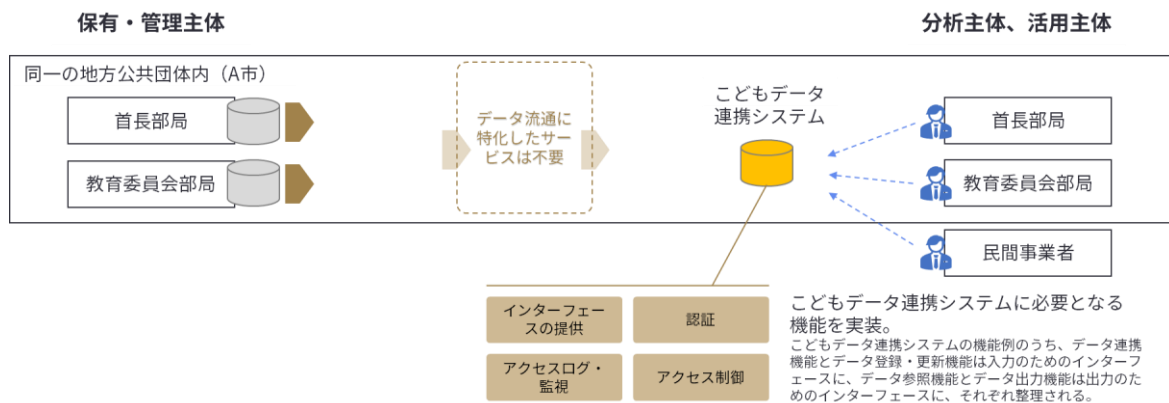 保有・管理主体
分析主体、活用主体
同一の地方公共団体内（A市）
首長部局
教育委員会部局
データ流通に
特化したサー
ビスは不要
こどもデータ
連携システム
首長部局
教育委員会部局
民間事業者
インターフェー
スの提供
認証
アクセスログ・
監視
アクセス制御
こどもデータ連携システムに必要となる
機能を実装。
こどもデータ連携システムの機能例のうち、データ連携
機能とデータ登録・更新機能は入力のためのインターフ
ェースに、データ参照機能とデータ出力機能は出力のた
めのインターフェースに、それぞれ整理される。